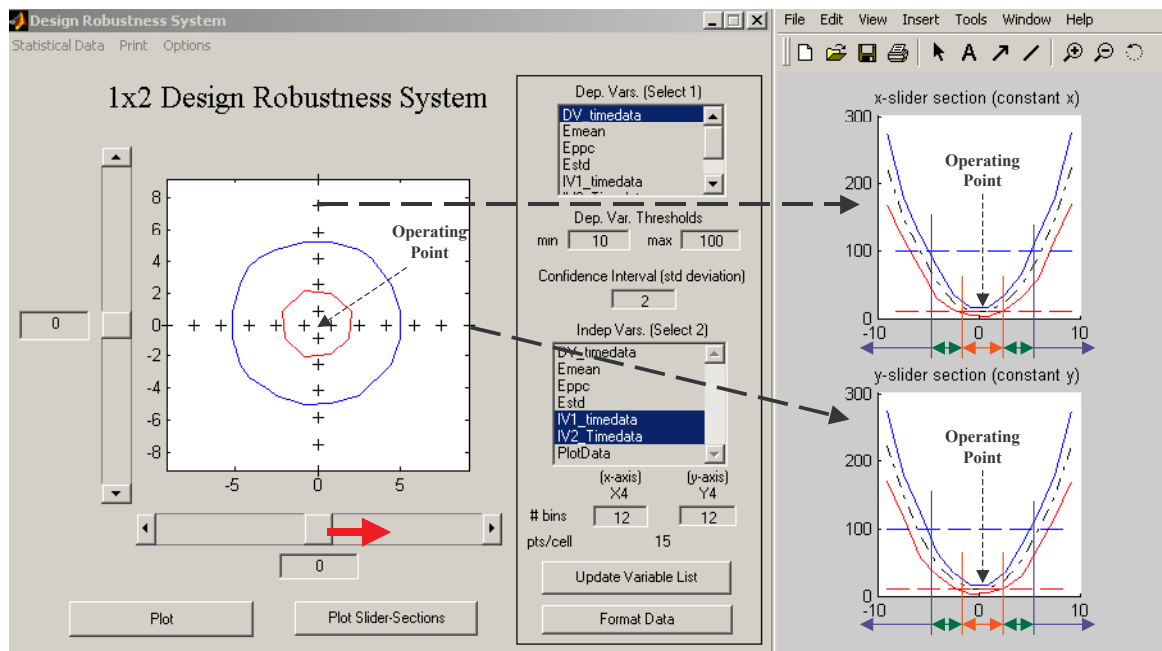 Design Robustness System
Statistical Data Print Options
1x2 Design Robustness System
8
6
4
2
0
-2
-4
-6
-8
-5 0 5
Operating
Point
0
0
Plot
Plot Slider-Sections
Dep. Vars. (Select 1)
DV_timedata
Emean
Eppc
Estd
IV1_timedata
Dep. Var. Thresholds
min 10 max 100
Confidence Interval (std deviation)
2
Indep Vars. (Select 2)
DV_timedata
Emean
Eppc
Estd
IV1_timedata
IV2_Timedata
PlotData
(x-axis) (y-axis)
X4 Y4
# bins 12 12
pts/cell 15
Update Variable List
Format Data
File Edit View Insert Tools Window Help
A
x-slider section (constant x)
300
200
100
0
-10 0 10
Operating
Point
y-slider section (constant y)
300
200
100
0
-10 0 10
Operating
Point